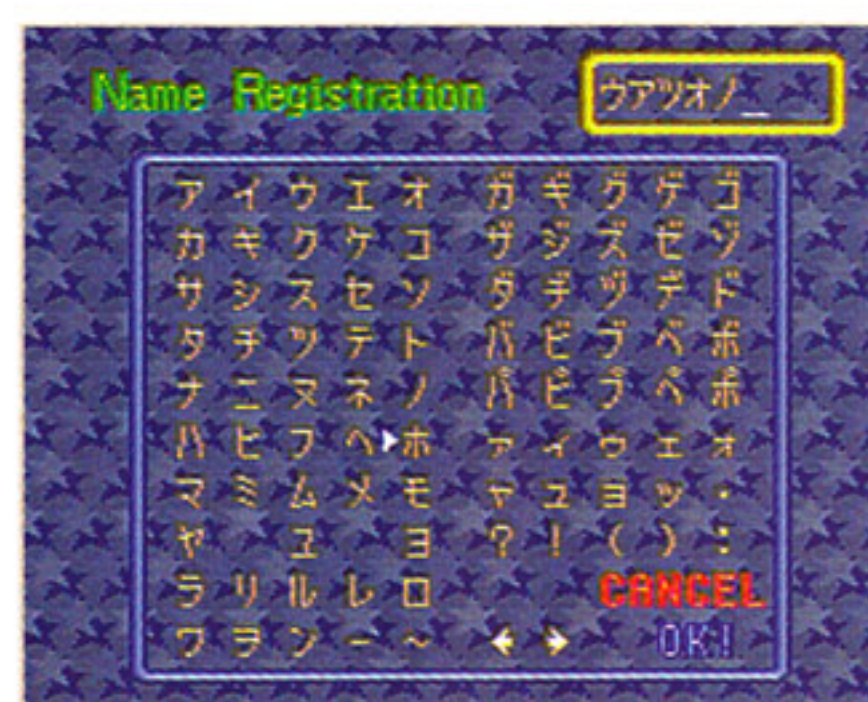 Name Registration ウアツオノ_
ア イ ウ エ オ ガ ギ グ ゲ ゴ
カ キ ク ケ コ ザ ジ ズ ゼ ゾ
サ シ ス セ ソ ダ ヂ ヅ デ ド
タ チ ツ テ ト バ ビ ブ ベ ボ
ナ ニ ヌ ネ ノ パ ピ プ ペ ポ
ハ ヒ フ ヘ ホ ァ ィ ゥ ェ ォ
マ ミ ム メ モ ャ ュ ョ ッ ・
ヤ ユ ヨ ? ! ( ) :
ラ リ ル レ ロ CANCEL
ワ ヲ ン ー ~ ← → OK!